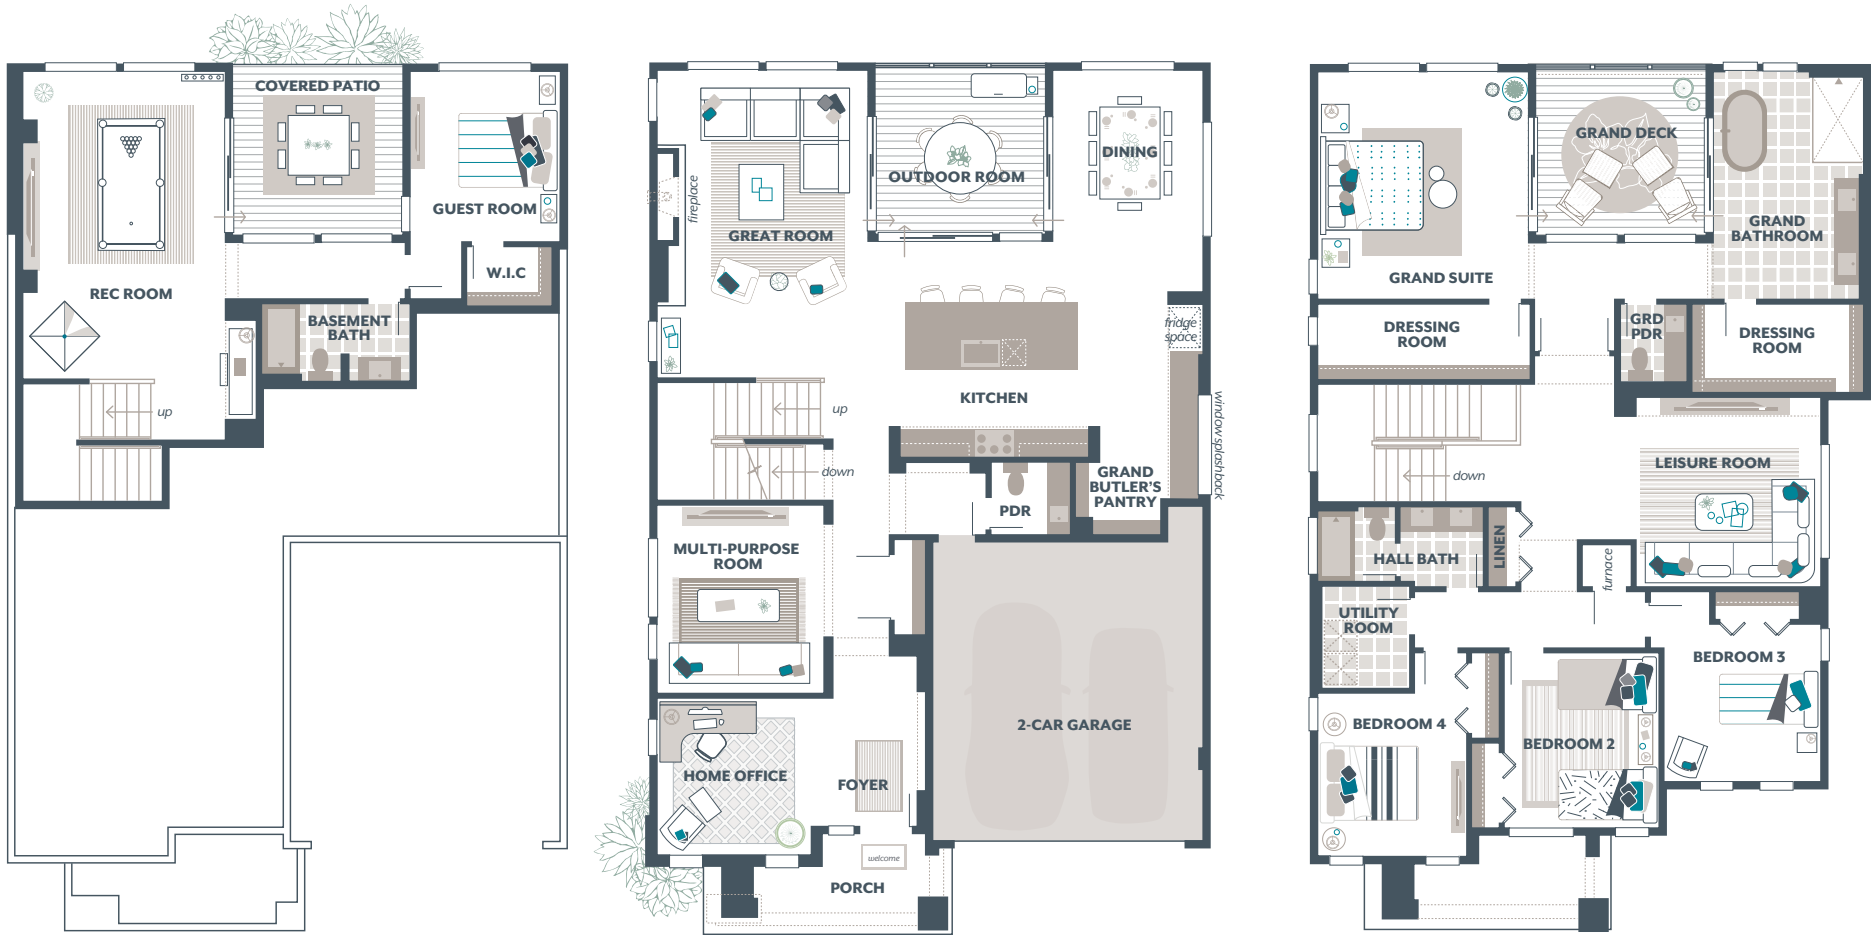 COVERED PATIO
GUEST ROOM
W.I.C
REC ROOM
BASEMENT
BATH
up
fireplace
GREAT ROOM
OUTDOOR ROOM
DINING
fridge
space
KITCHEN
up
down
window splashback
GRAND
BUTLER'S
PANTRY
PDR
MULTI-PURPOSE
ROOM
2-CAR GARAGE
HOME OFFICE
FOYER
welcome
PORCH
GRAND DECK
GRAND
BATHROOM
GRAND SUITE
DRESSING
ROOM
GRD
PDR
DRESSING
ROOM
LEISURE ROOM
down
HALL BATH
LINEN
furnace
UTILITY
ROOM
BEDROOM 3
BEDROOM 4
BEDROOM 2